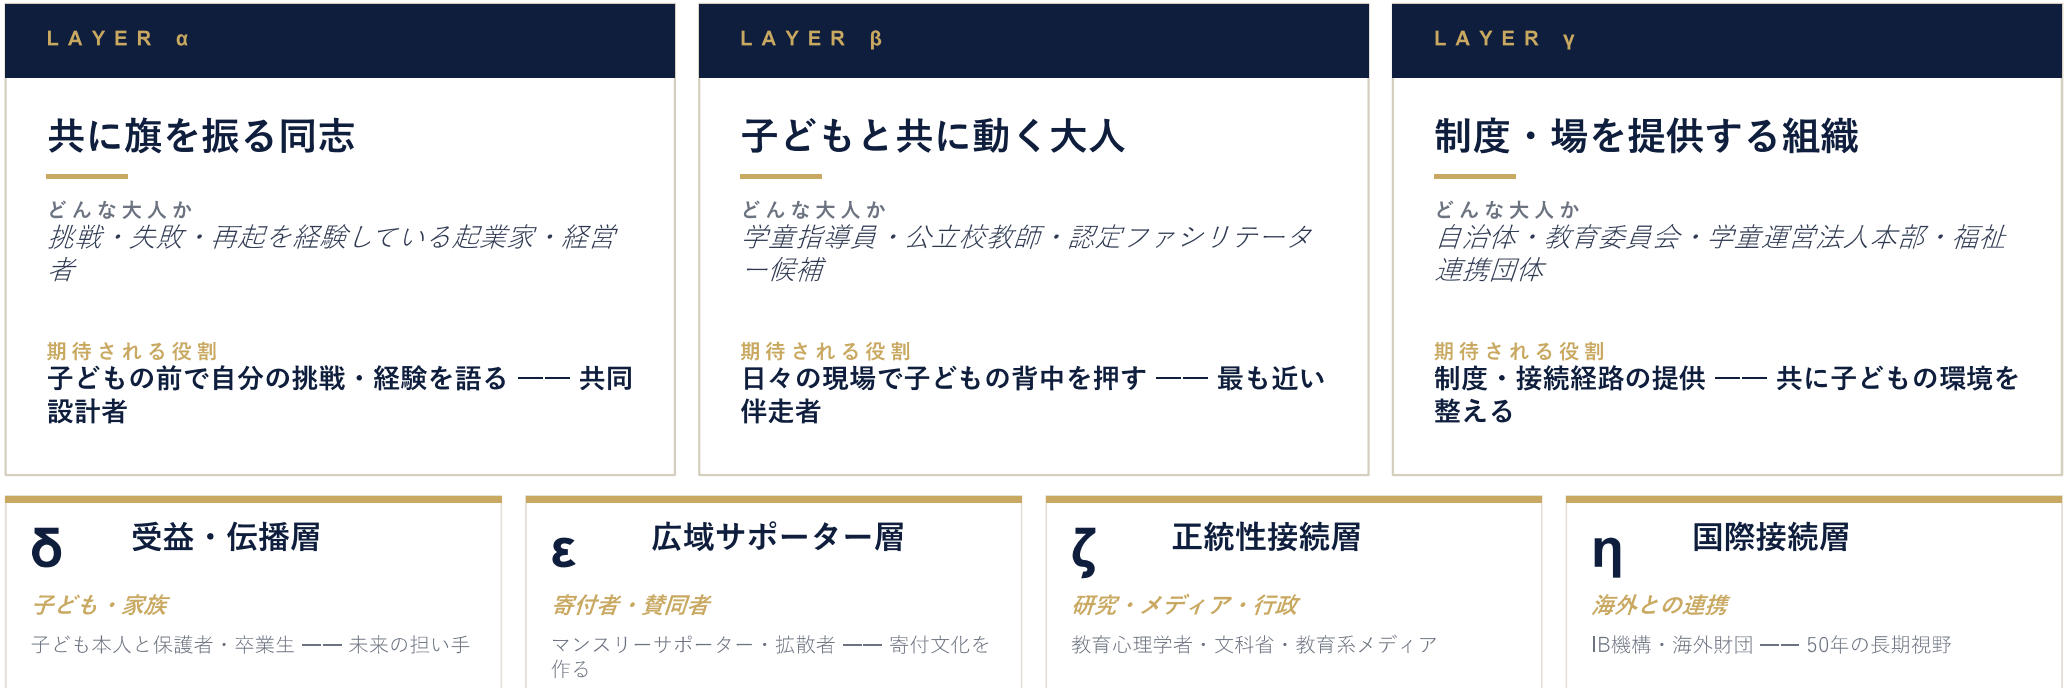 LAYER α
共に旗を振る同志
どんな大人か
挑戦・失敗・再起を経験している起業家・経営
者
期待される役割
子どもの前で自分の挑戦・経験を語る —— 共同
設計者
LAYER β
子どもと共に動く大人
どんな大人か
学童指導員・公立校教師・認定ファシリテータ
ー候補
期待される役割
日々の現場で子どもの背中を押す —— 最も近い
伴走者
LAYER γ
制度・場を提供する組織
どんな大人か
自治体・教育委員会・学童運営法人本部・福祉
連携団体
期待される役割
制度・接続経路の提供 —— 共に子どもの環境を
整える
δ 受益・伝播層
子ども・家族
子ども本人と保護者・卒業生 —— 未来の担い手
ε 広域サポーター層
寄付者・賛同者
マンスリーサポーター・拡散者 —— 寄付文化を
作る
ζ 正統性接続層
研究・メディア・行政
教育心理学者・文科省・教育系メディア
η 国際接続層
海外との連携
IB機構・海外財団 —— 50年の長期視野